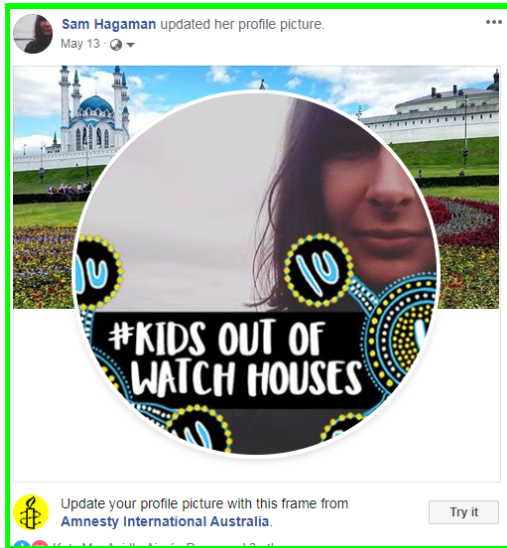 Sam Hagaman updated her profile picture.
May 13
#KIDS OUT OF
WATCH HOUSES
Update your profile picture with this frame from
Amnesty International Australia.
Try it